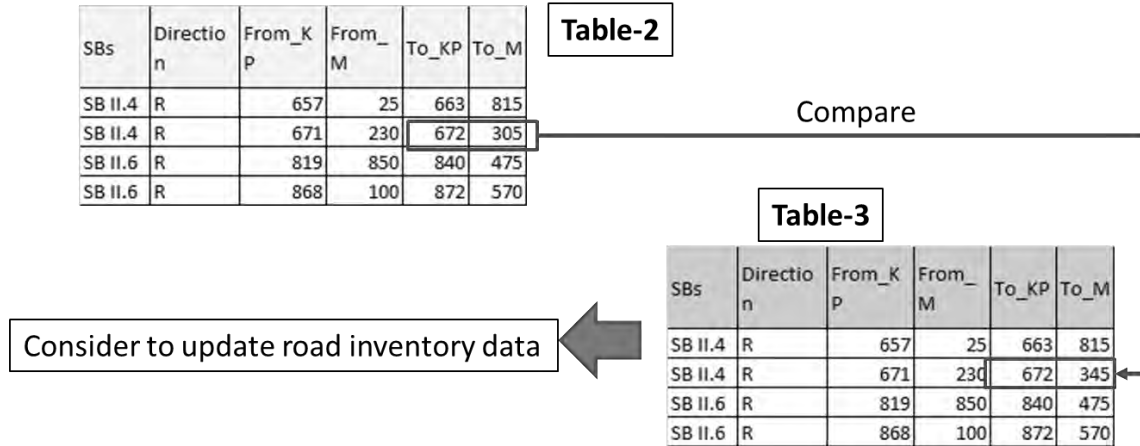 Table-2
SBs Directio n From_K P From_ M To_KP To_M
SB II.4 R 657 25 663 815
SB II.4 R 671 230 672 305
SB II.6 R 819 850 840 475
SB II.6 R 868 100 872 570
Compare
Table-3
SBs Directio n From_K P From_ M To_KP To_M
SB II.4 R 657 25 663 815
SB II.4 R 671 230 672 345
SB II.6 R 819 850 840 475
SB II.6 R 868 100 872 570
Consider to update road inventory data